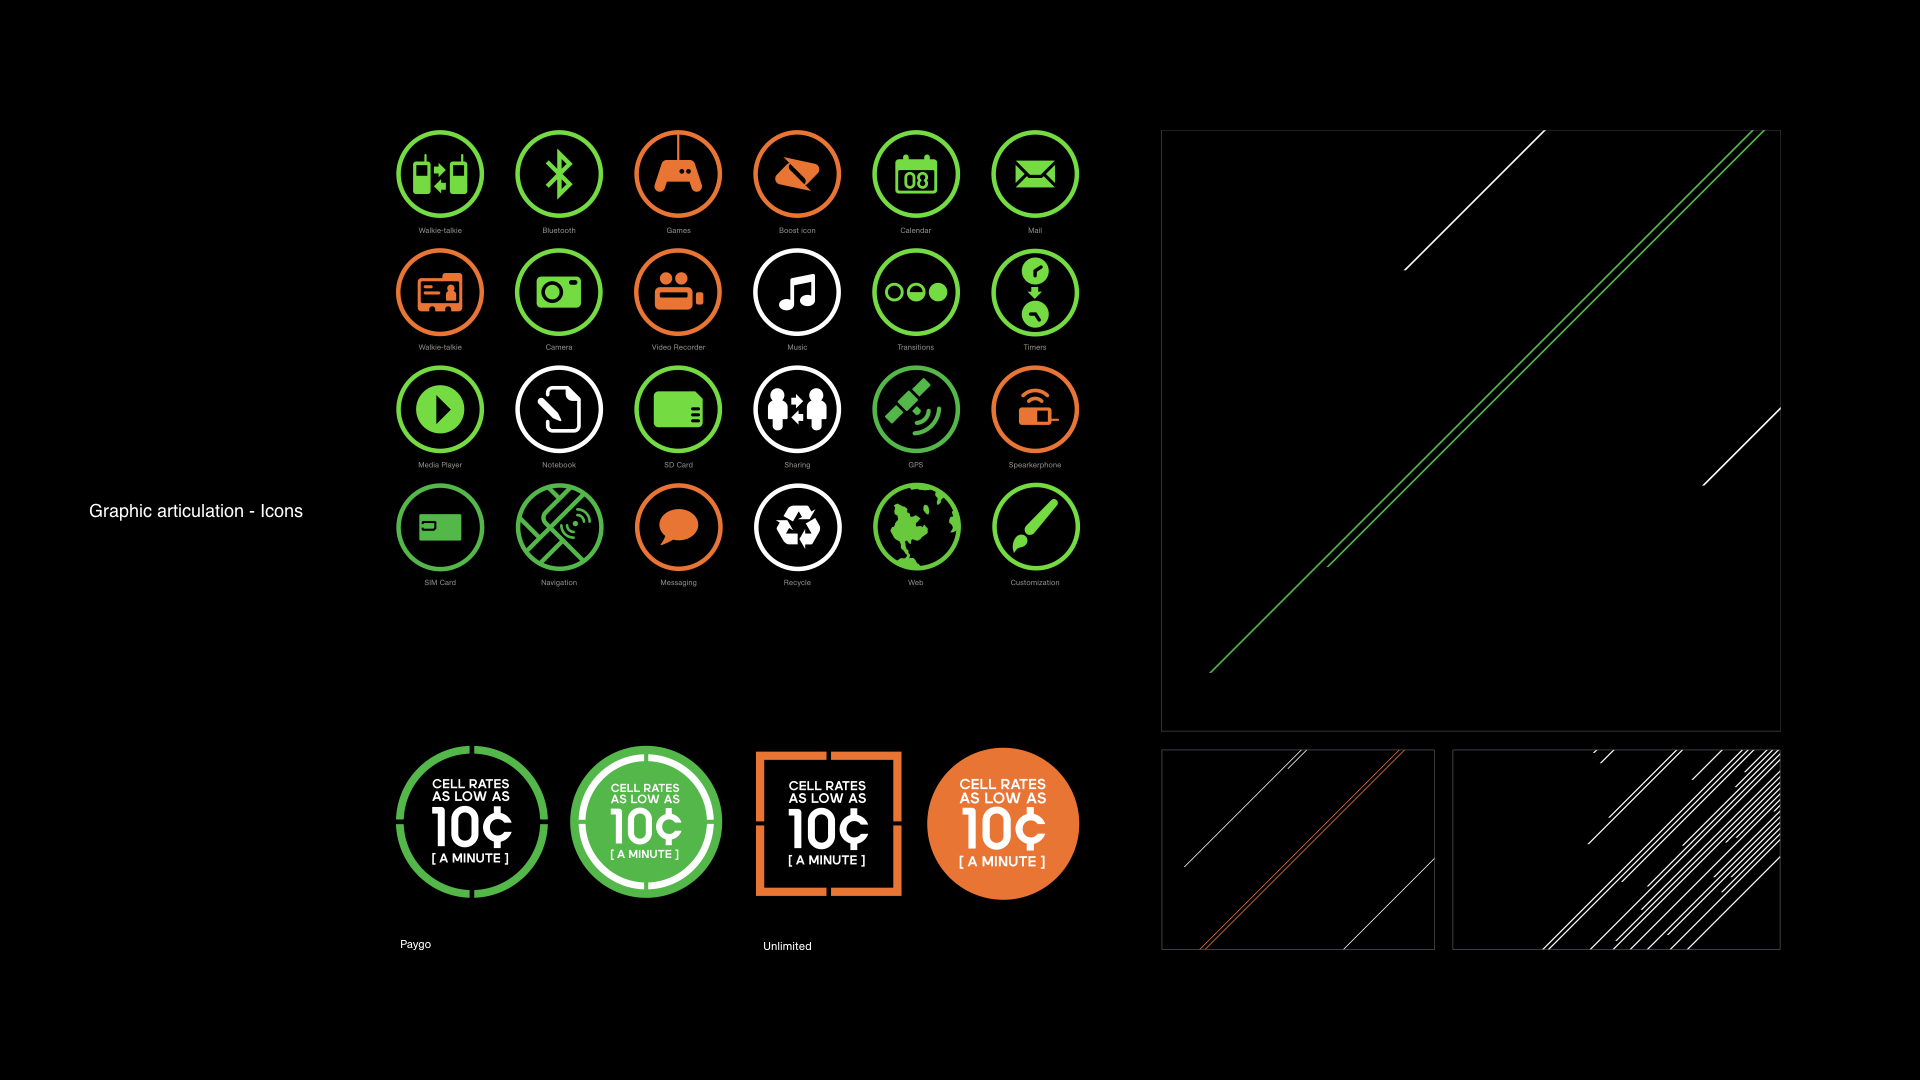 Walkie-talkie
Bluetooth
Games
Boost icon
08
Calendar
Mail
Walkie-talkie
Camera
Video Recorder
Music
Transitions
Timers
Media Player
Notebook
SD Card
Sharing
GPS
Spearkerphone
Graphic articulation - Icons
SIM Card
Navigation
Messaging
Recycle
Web
Customization
CELL RATES
AS LOW AS
10¢
[ A MINUTE ]
CELL RATES
AS LOW AS
10¢
[ A MINUTE ]
CELL RATES
AS LOW AS
10¢
[ A MINUTE ]
CELL RATES
AS LOW AS
10¢
[ A MINUTE ]
Paygo
Unlimited